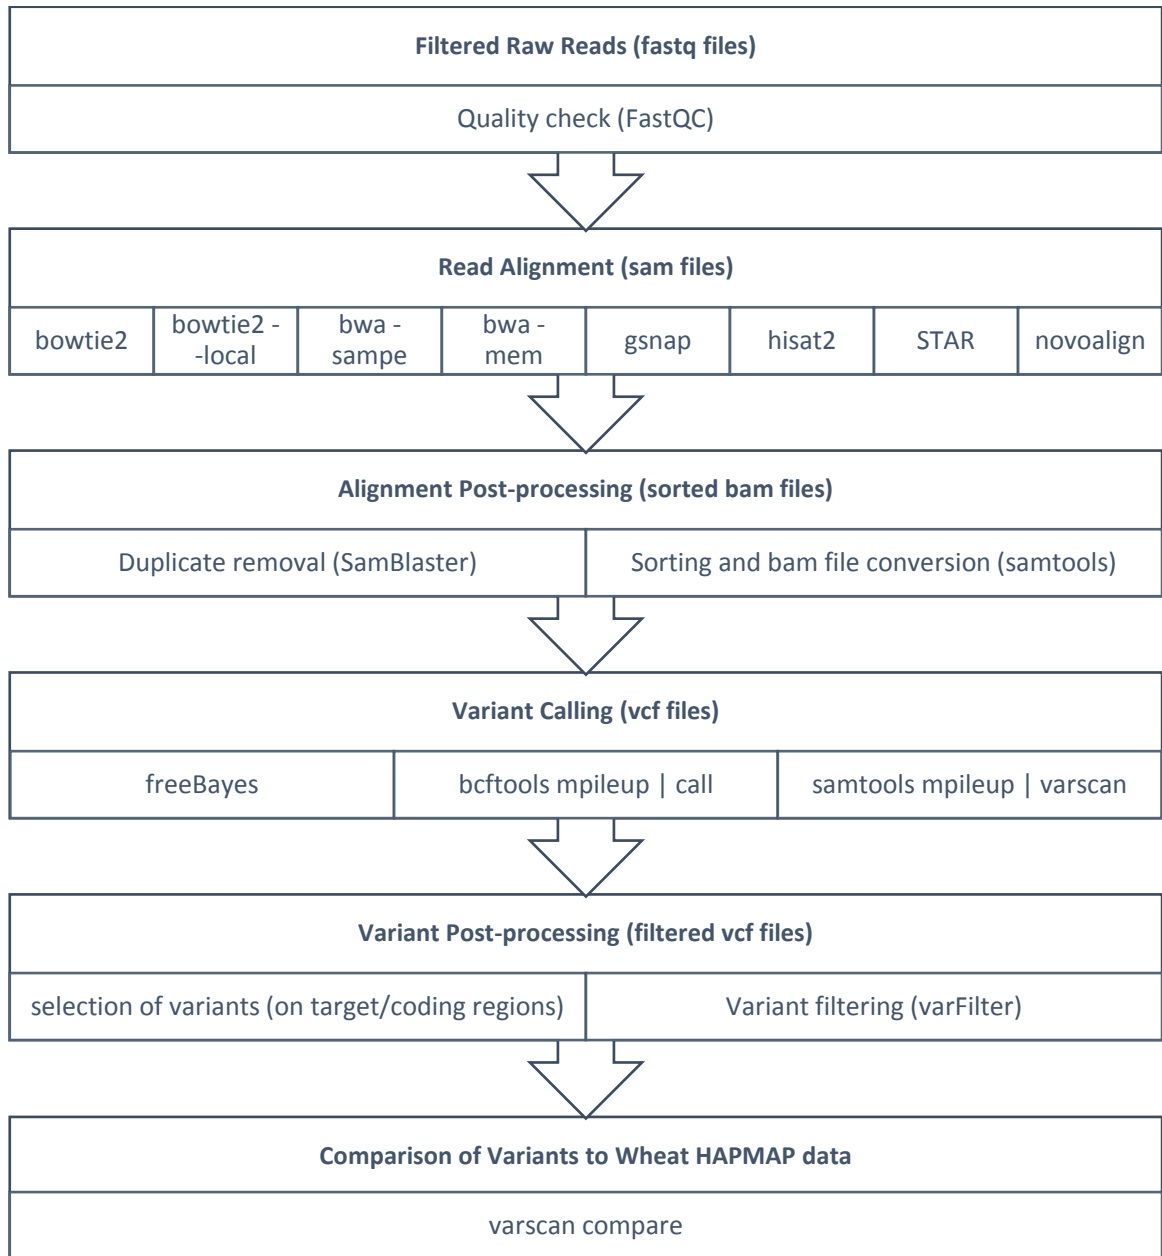 Filtered Raw Reads (fastq files)
Quality check (FastQC)
Read Alignment (sam files)
bowtie2
bowtie2 -
-local
bwa -
sampe
bwa -
mem
gsnap
hisat2
STAR
novoalign
Alignment Post-processing (sorted bam files)
Duplicate removal (SamBlaster)
Sorting and bam file conversion (samtools)
Variant Calling (vcf files)
freeBayes
bcftools mpileup | call
samtools mpileup | varscan
Variant Post-processing (filtered vcf files)
selection of variants (on target/coding regions)
Variant filtering (varFilter)
Comparison of Variants to Wheat HAPMAP data
varscan compare